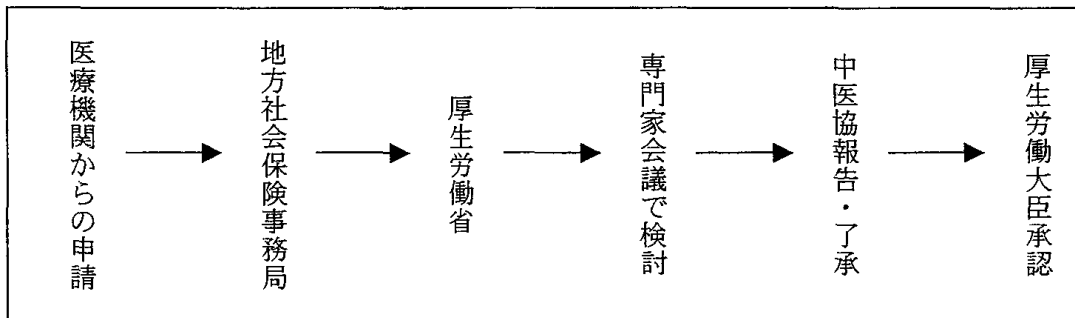 医療機関からの申請
地方社会保険事務局
厚生労働省
専門家会議で検討
中医協報告・了承
厚生労働大臣承認